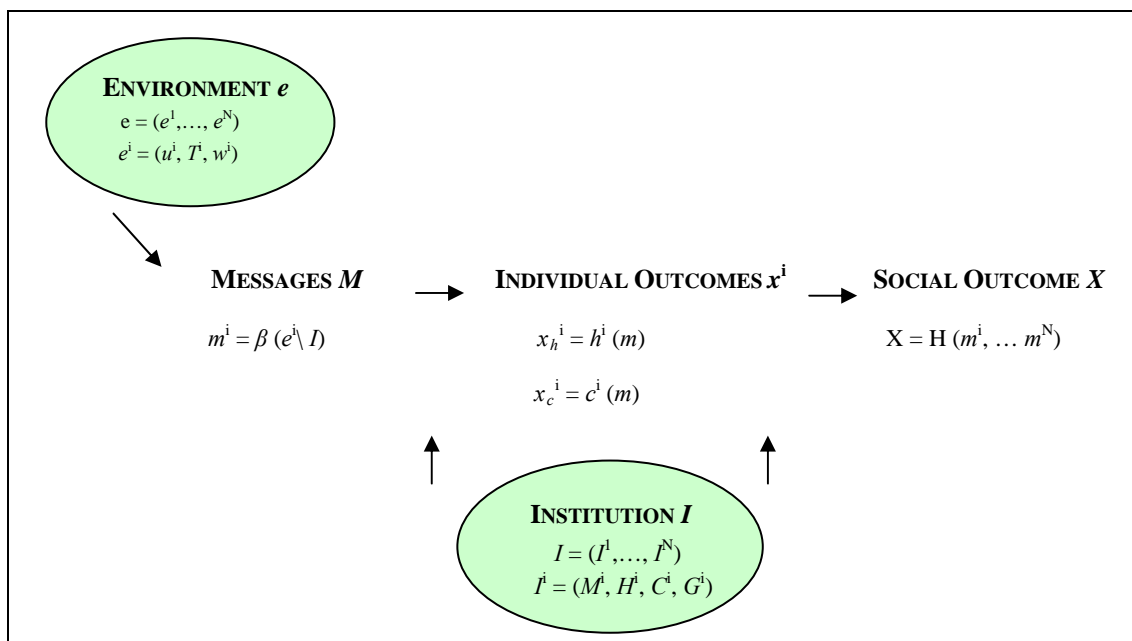 ENVIRONMENT e
e = (e¹,…, eᴺ)
eⁱ = (uⁱ, Tⁱ, wⁱ)
MESSAGES M
INDIVIDUAL OUTCOMES xⁱ
SOCIAL OUTCOME X
mⁱ = β (eⁱ\ I)
x_hⁱ = hⁱ (m)
X = H (mⁱ, … mᴺ)
x_cⁱ = cⁱ (m)
INSTITUTION I
I = (I¹,…, Iᴺ)
Iⁱ = (Mⁱ, Hⁱ, Cⁱ, Gⁱ)